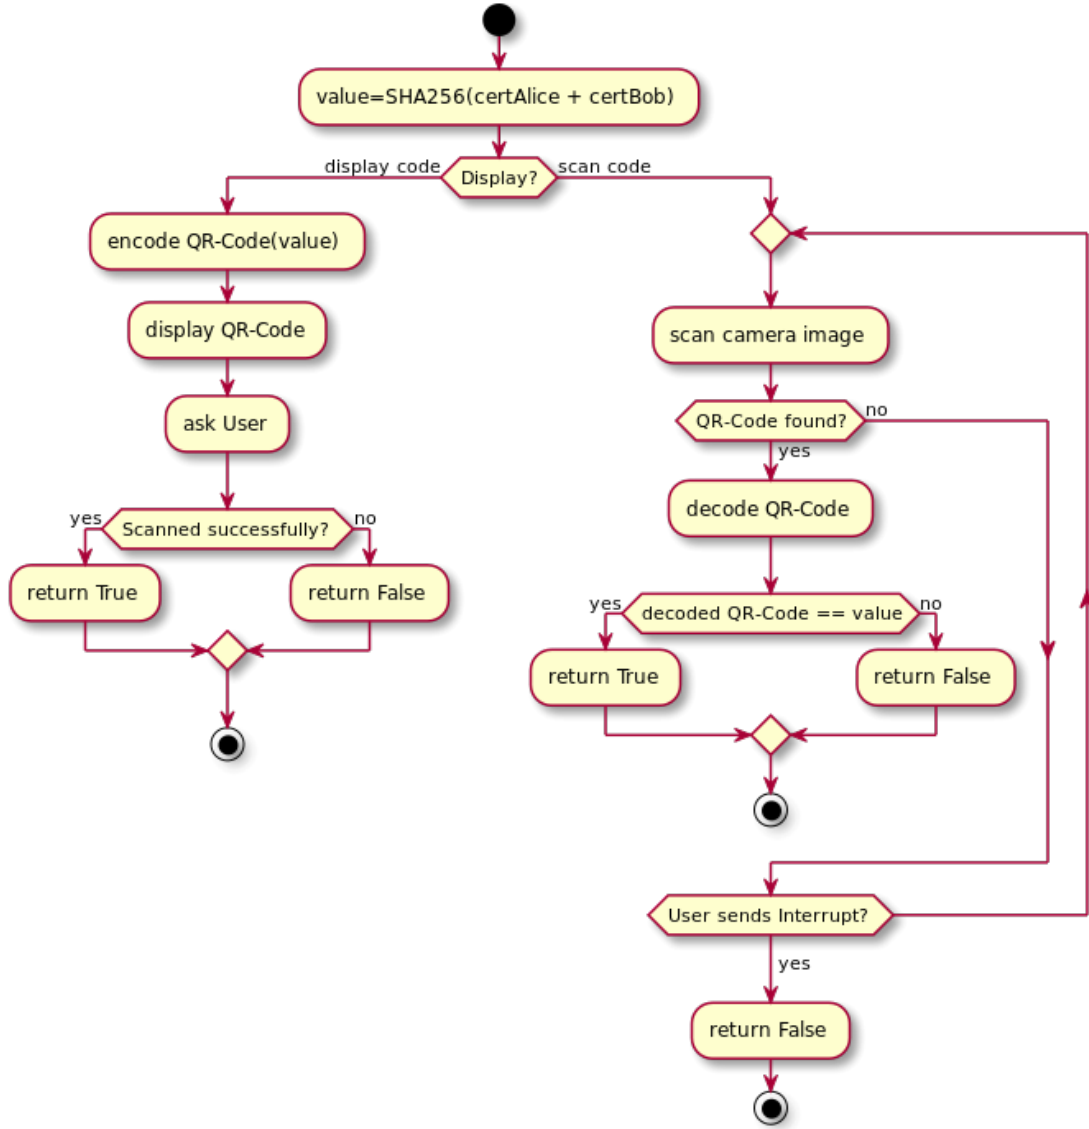 value=SHA256(certAlice + certBob)
display code
Display?
scan code
encode QR-Code(value)
display QR-Code
ask User
yes
Scanned successfully?
no
return True
return False
scan camera image
QR-Code found?
no
yes
decode QR-Code
yes
decoded QR-Code == value
no
return True
return False
User sends Interrupt?
yes
return False